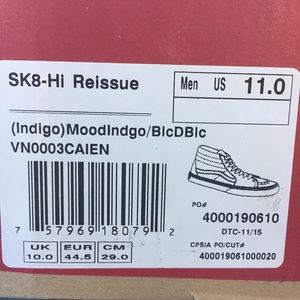 SK8-Hi Reissue
Men US 11.0
(Indigo)MoodIndgo/BlcDBlc
VN0003CAIEN
PO#
4000190610
DTC-11/15
7 57969 18079 2
CPSIA PO/CUT#
400019061000020
UK EUR CM
10.0 44.5 29.0